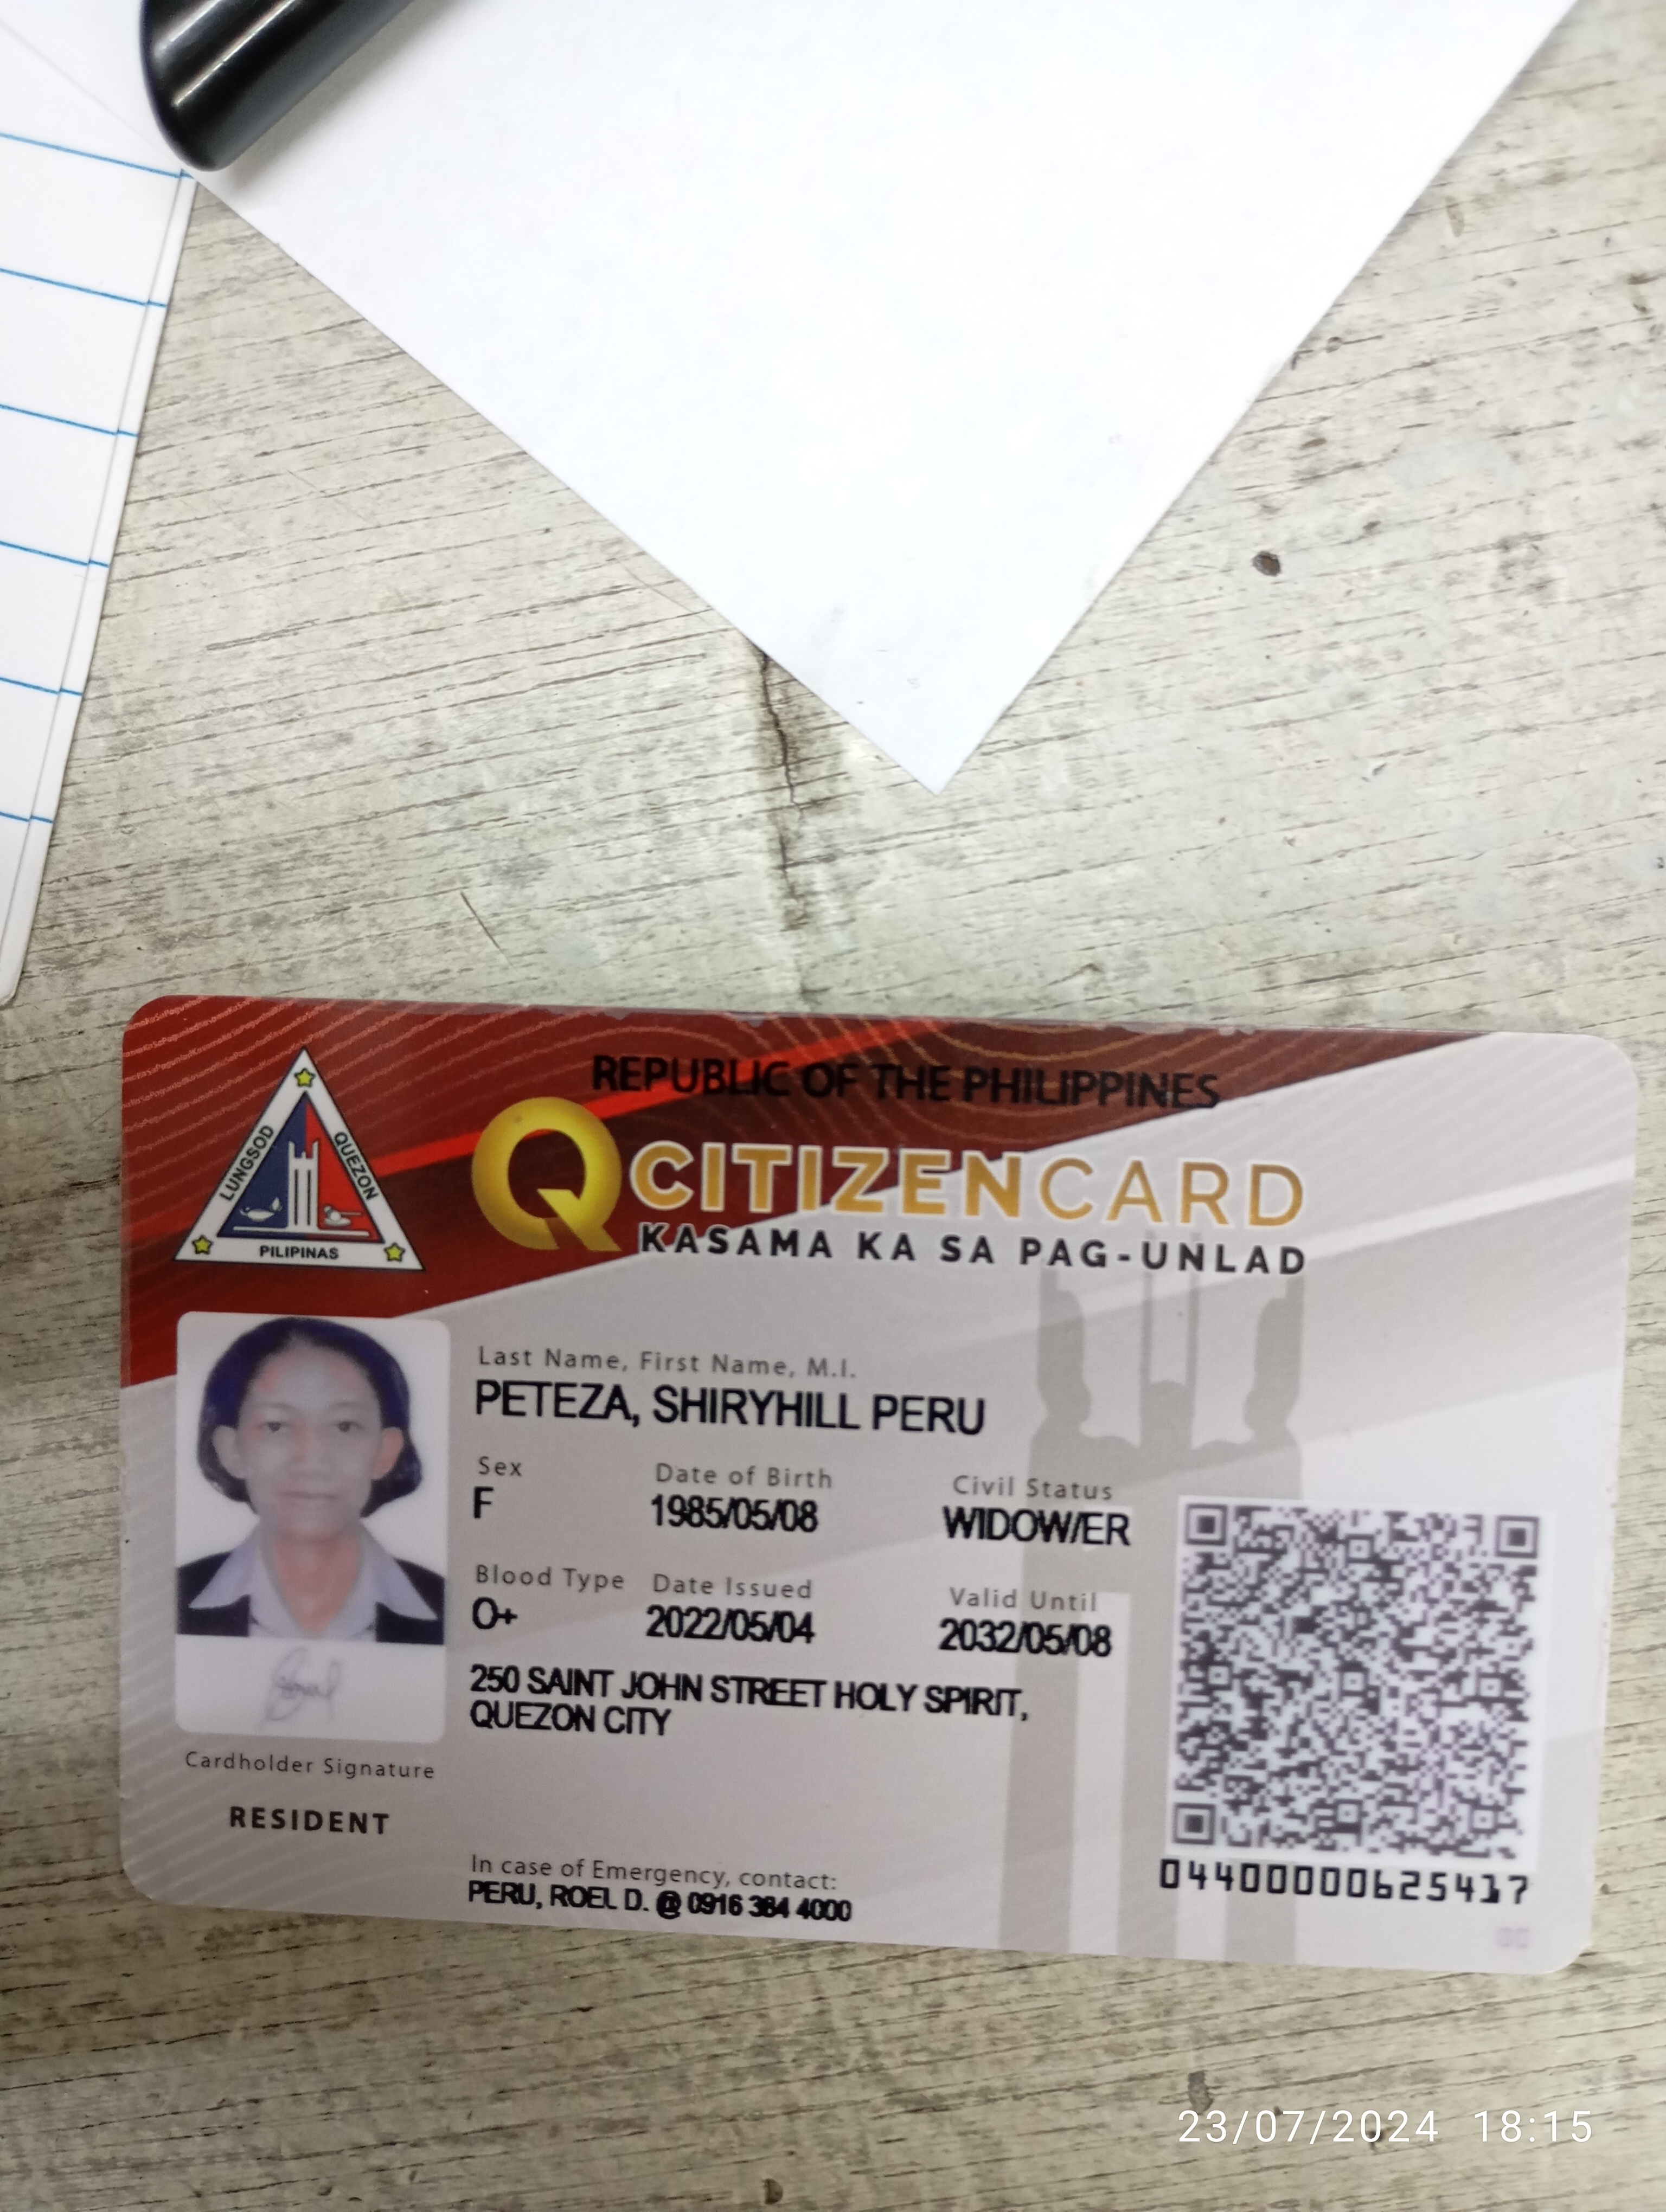 REPUBLIC OF THE PHILIPPINES
LUNGSOD QUEZON
PILIPINAS
QCITIZENCARD
KASAMA KA SA PAG-UNLAD
Last Name, First Name, M.I.
PETEZA, SHIRYHILL PERU
Sex Date of Birth Civil Status
F 1985/05/08 WIDOW/ER
Blood Type Date Issued Valid Until
O+ 2022/05/04 2032/05/08
250 SAINT JOHN STREET HOLY SPIRIT,
QUEZON CITY
Cardholder Signature
RESIDENT
In case of Emergency, contact:
PERU, ROEL D. @ 0916 384 4000
04400000625417
00
23/07/2024 18:15